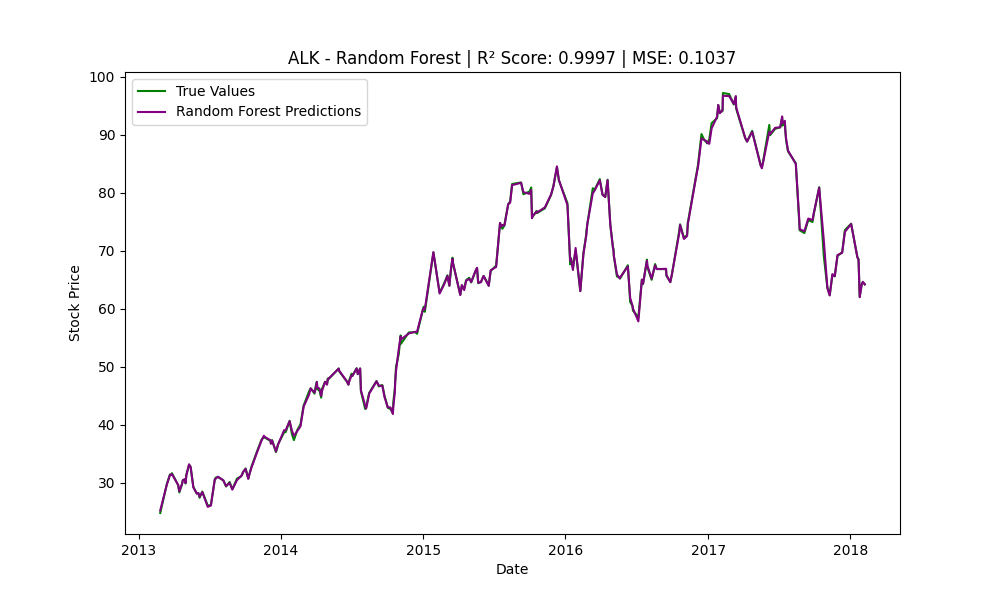 ALK - Random Forest | R² Score: 0.9997 | MSE: 0.1037
True Values
Random Forest Predictions
100
90
80
70
60
50
40
30
Stock Price
2013 2014 2015 2016 2017 2018
Date